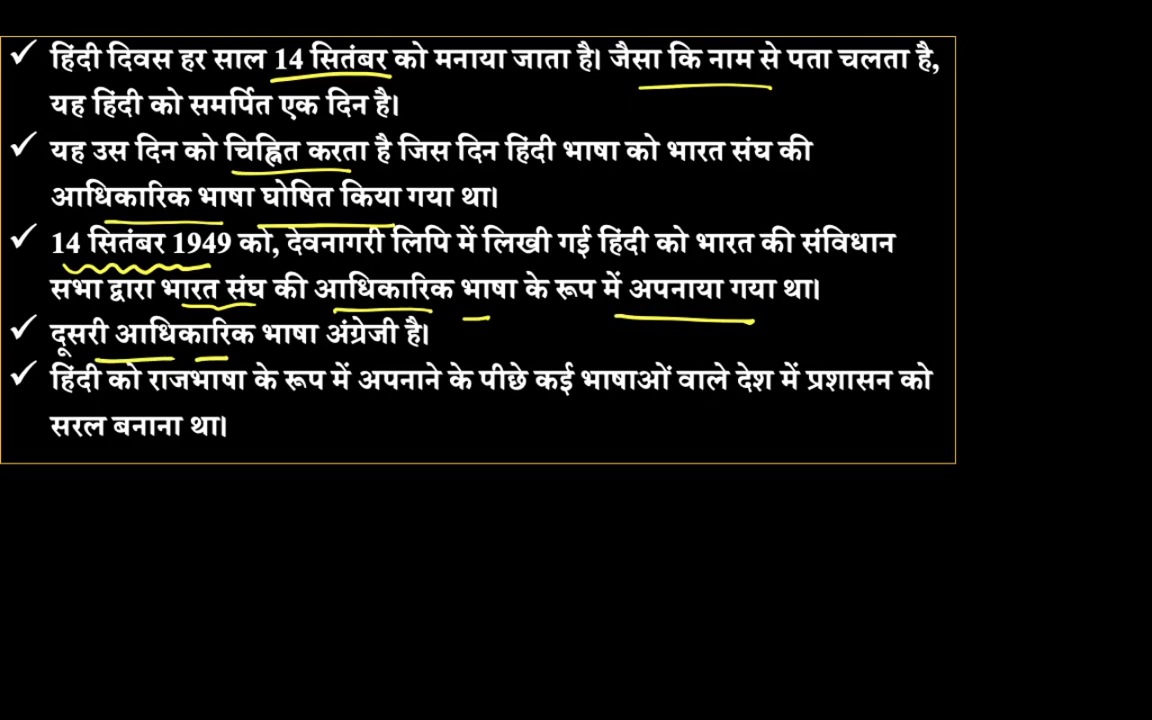 ✓ हिंदी दिवस हर साल 14 सितंबर को मनाया जाता है। जैसा कि नाम से पता चलता है,
यह हिंदी को समर्पित एक दिन है।
✓ यह उस दिन को चिह्नित करता है जिस दिन हिंदी भाषा को भारत संघ की
आधिकारिक भाषा घोषित किया गया था।
✓ 14 सितंबर 1949 को, देवनागरी लिपि में लिखी गई हिंदी को भारत की संविधान
सभा द्वारा भारत संघ की आधिकारिक भाषा के रूप में अपनाया गया था।
✓ दूसरी आधिकारिक भाषा अंग्रेजी है।
✓ हिंदी को राजभाषा के रूप में अपनाने के पीछे कई भाषाओं वाले देश में प्रशासन को
सरल बनाना था।